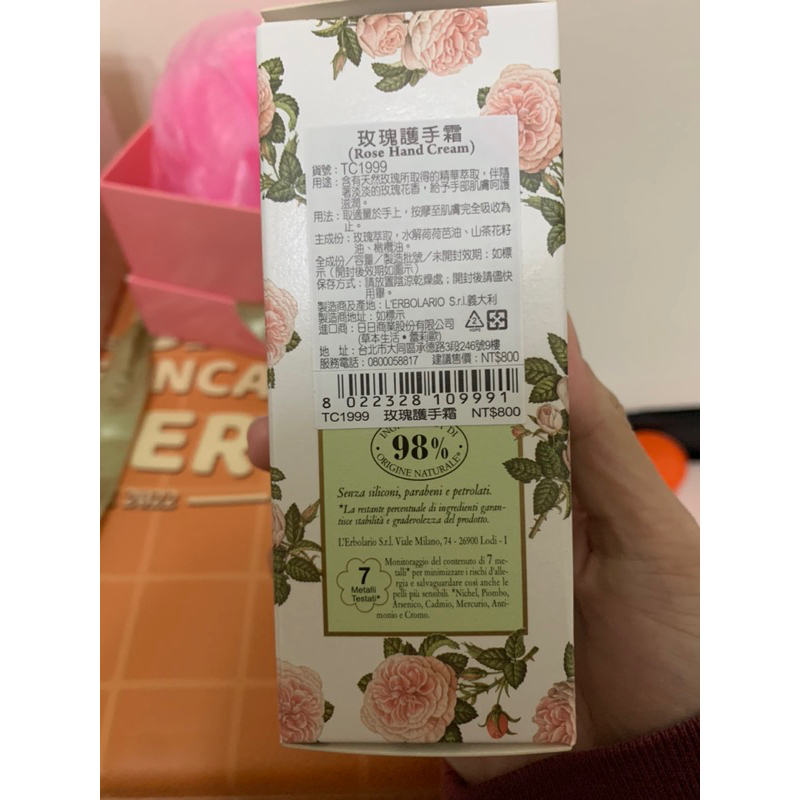 玫瑰護手霜
(Rose Hand Cream)
貨號：TC1999
用途：含有天然玫瑰所取得的精華萃取，伴隨
著淡淡的玫瑰花香，給予手部肌膚呵護
滋潤。
用法：取適量於手上，按摩至肌膚完全吸收為
止。
主成份：玫瑰萃取，水解荷荷芭油、山茶花籽
油、橄欖油。
全成份／容量／製造批號／未開封效期：如標
示（開封後效期如圖示）
保存方式：請放置陰涼乾燥處；開封後請儘快
用畢。
製造商及產地：L'ERBOLARIO S.r.l.義大利
製造商地址：如標示
進口商：日日商業股份有限公司
(草本生活・蕾莉歐)
地　址：台北市大同區承德路3段246號9樓
服務電話：0800058817　建議售價：NT$800
8 022328 109991
TC1999 玫瑰護手霜 NT$800
98%
ORIGINE NATURALE*
Senza siliconi, parabeni e petrolati.
*La restante percentuale di ingredienti garan-
tisce stabilità e gradevolezza del prodotto.
L'Erbolario S.r.l. Viale Milano, 74 - 26900 Lodi - I
7
Metalli
Testati*
Monitoraggio del contenuto di 7 me-
talli* per minimizzare i rischi d'aller-
gia e salvaguardare così anche le
pelli più sensibili. *Nichel, Piombo,
Arsenico, Cadmio, Mercurio, Anti-
monio e Cromo.
NCA
ER
2022